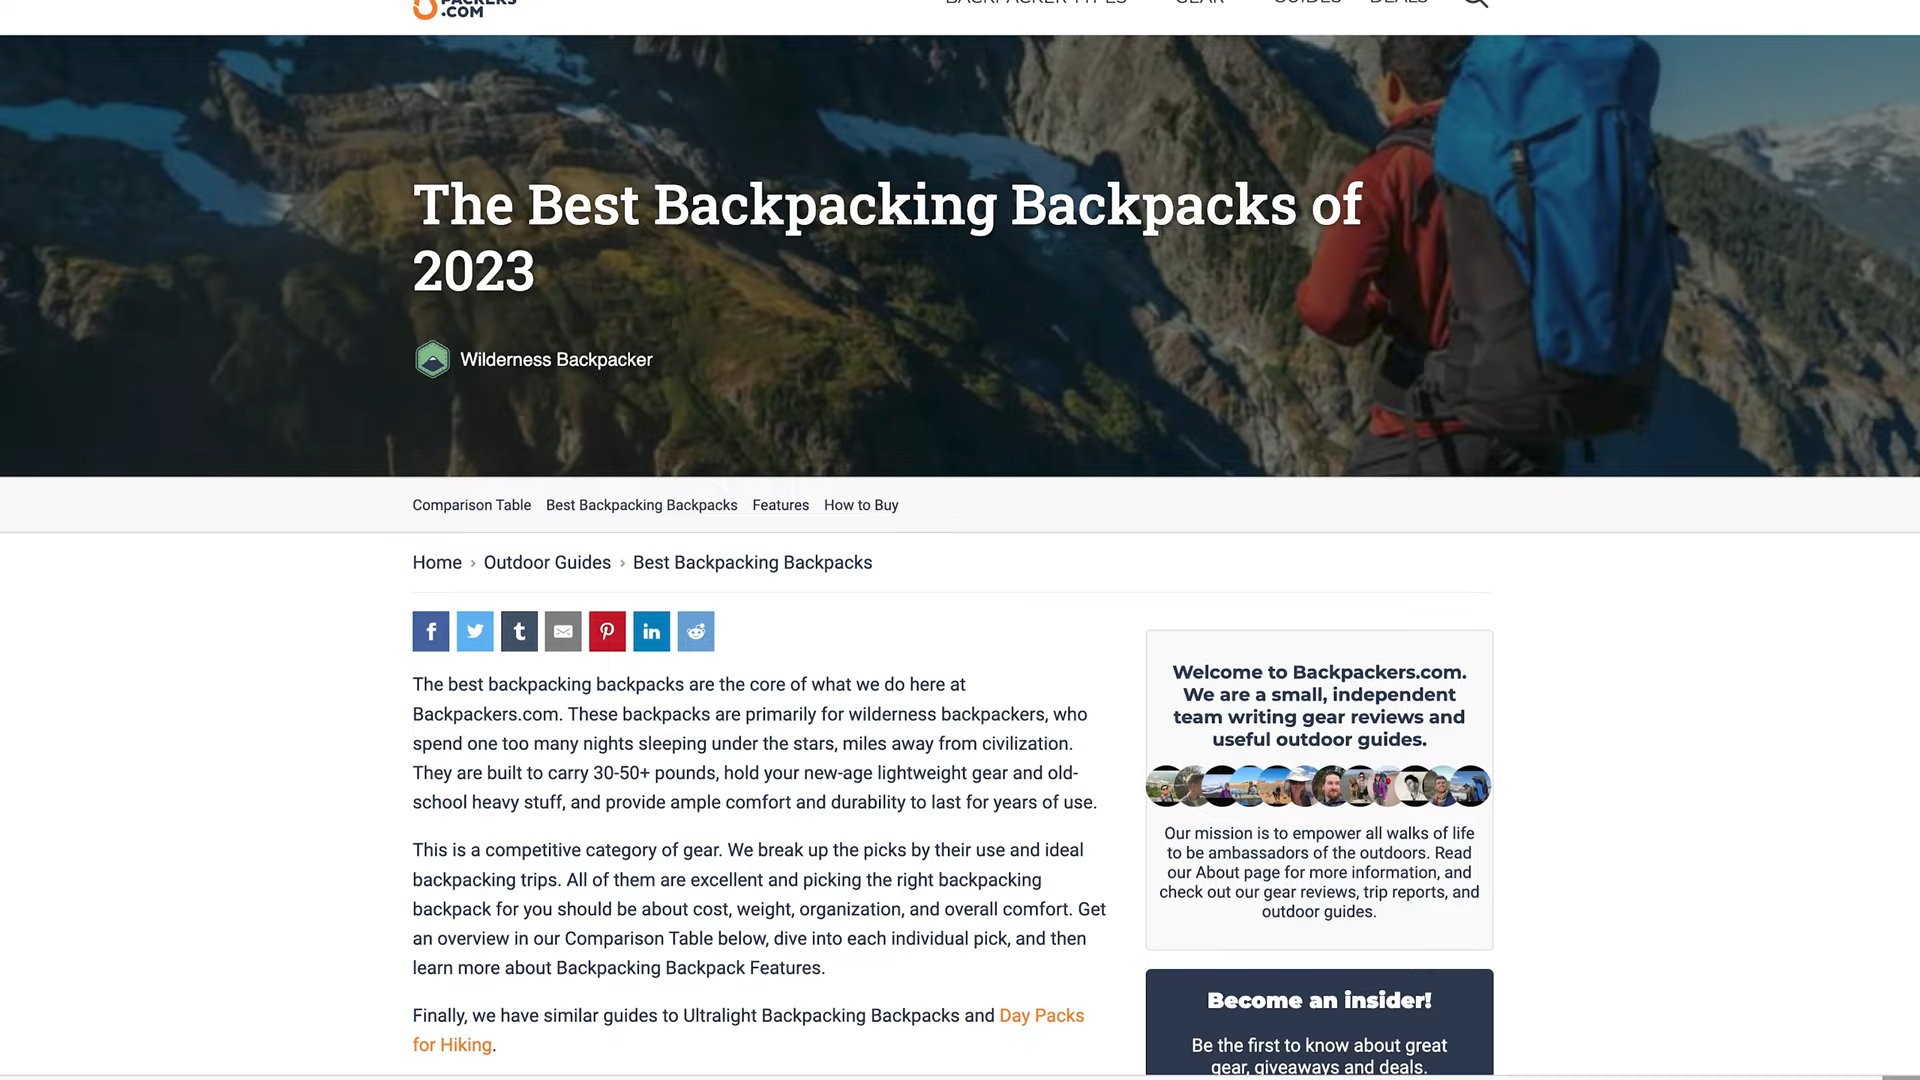 .COM
The Best Backpacking Backpacks of
2023
Wilderness Backpacker
Comparison Table Best Backpacking Backpacks Features How to Buy
Home › Outdoor Guides › Best Backpacking Backpacks
The best backpacking backpacks are the core of what we do here at
Backpackers.com. These backpacks are primarily for wilderness backpackers, who
spend one too many nights sleeping under the stars, miles away from civilization.
They are built to carry 30-50+ pounds, hold your new-age lightweight gear and old-
school heavy stuff, and provide ample comfort and durability to last for years of use.
This is a competitive category of gear. We break up the picks by their use and ideal
backpacking trips. All of them are excellent and picking the right backpacking
backpack for you should be about cost, weight, organization, and overall comfort. Get
an overview in our Comparison Table below, dive into each individual pick, and then
learn more about Backpacking Backpack Features.
Finally, we have similar guides to Ultralight Backpacking Backpacks and Day Packs
for Hiking.
Welcome to Backpackers.com.
We are a small, independent
team writing gear reviews and
useful outdoor guides.
Our mission is to empower all walks of life
to be ambassadors of the outdoors. Read
our About page for more information, and
check out our gear reviews, trip reports, and
outdoor guides.
Become an insider!
Be the first to know about great
gear, giveaways and deals.